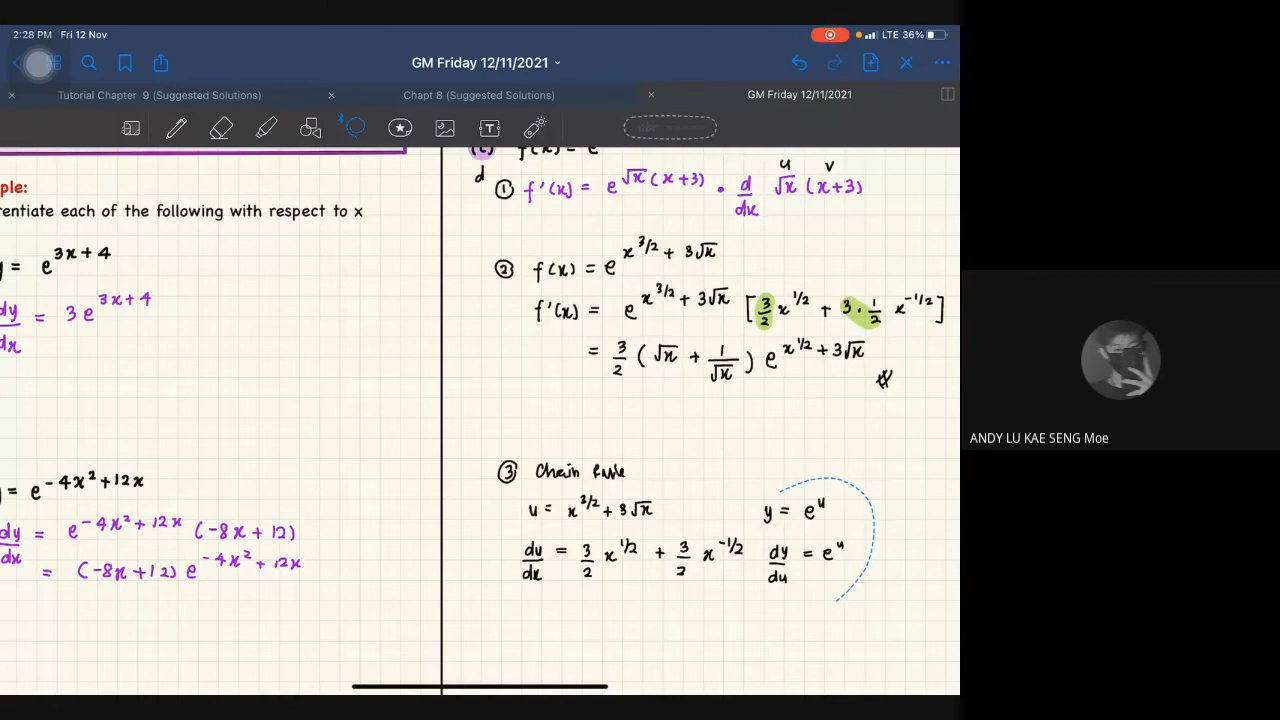 2:28 PM Fri 12 Nov
LTE 36%
GM Friday 12/11/2021
Tutorial Chapter 9 (Suggested Solutions)
Chapt 8 (Suggested Solutions)
GM Friday 12/11/2021
ple:
rentiate each of the following with respect to x
y = e^{3x+4}
dy/dx = 3e^{3x+4}
y = e^{-4x²+12x}
dy/dx = e^{-4x²+12x} (-8x+12)
= (-8x+12) e^{-4x²+12x}
(c) f(x) = e
d
u v
① f'(x) = e^{√x(x+3)} · d/dx √x (x+3)
② f(x) = e^{x^{3/2}+3√x}
f'(x) = e^{x^{3/2}+3√x} [3/2 x^{1/2} + 3·1/2 x^{-1/2}]
= 3/2 (√x + 1/√x) e^{x^{1/2}+3√x}
③ Chain Rule
u = x^{3/2} + 3√x y = e^u
du/dx = 3/2 x^{1/2} + 3/2 x^{-1/2} dy/du = e^u
ANDY LU KAE SENG Moe